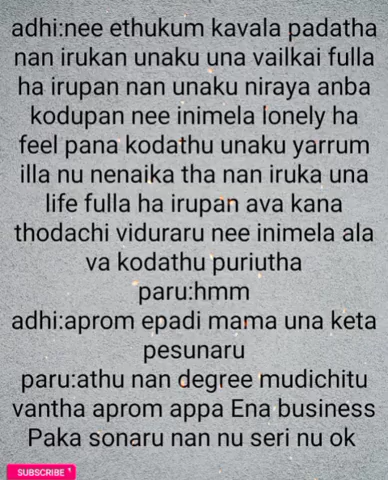 adhi:nee ethukum kavala padatha
nan irukan unaku una vailkai fulla
ha irupan nan unaku niraya anba
kodupan nee inimela lonely ha
feel pana kodathu unaku yarrum
illa nu nenaika tha nan iruka una
life fulla ha irupan ava kana
thodachi viduraru nee inimela ala
va kodathu puriutha
paru:hmm
adhi:aprom epadi mama una keta
pesunaru
paru:athu nan degree mudichitu
vantha aprom appa Ena business
Paka sonaru nan nu seri nu ok
SUBSCRIBE